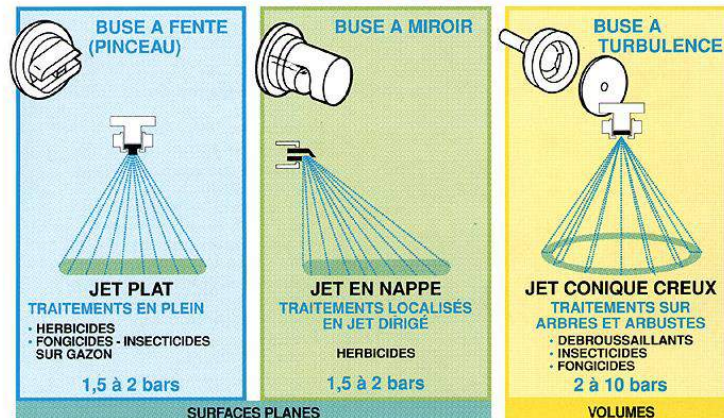 BUSE A FENTE
(PINCEAU)
JET PLAT
TRAITEMENTS EN PLEIN
• HERBICIDES
• FONGICIDES - INSECTICIDES
SUR GAZON
1,5 à 2 bars
BUSE A MIROIR
JET EN NAPPE
TRAITEMENTS LOCALISÉS
EN JET DIRIGÉ
HERBICIDES
1,5 à 2 bars
SURFACES PLANES
BUSE A
TURBULENCE
JET CONIQUE CREUX
TRAITEMENTS SUR
ARBRES ET ARBUSTES
• DEBROUSSAILLANTS
• INSECTICIDES
• FONGICIDES
2 à 10 bars
VOLUMES